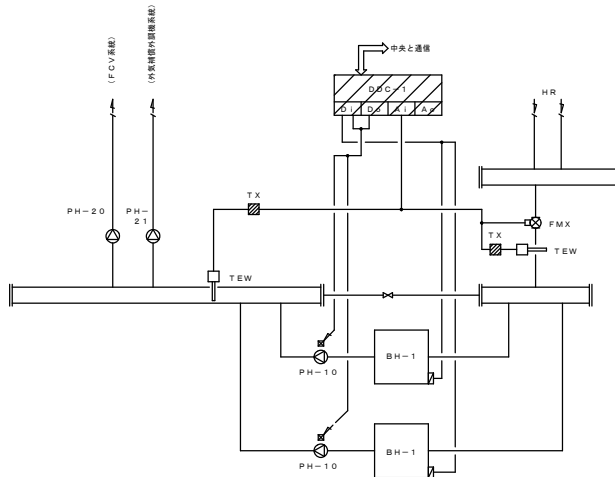 (FCV系統)
(外気補償外調機系統)
中央と通信
DDC-1
Di
Do
Ai
Ao
HR
TX
PH-20
PH-
21
FMX
TX
TEW
TEW
PH-10
BH-1
PH-10
BH-1